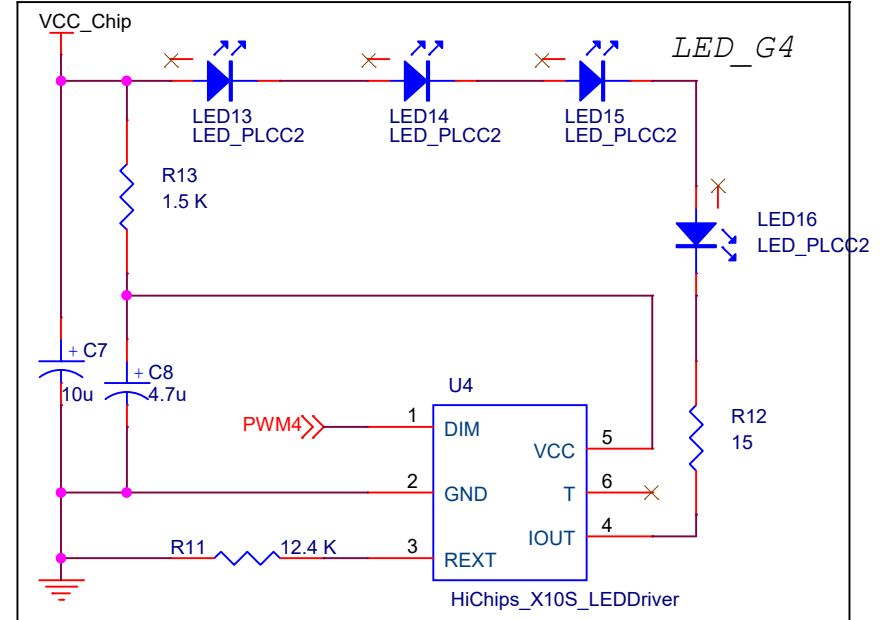 VCC_Chip
LED_G4
LED13
LED_PLCC2
LED14
LED_PLCC2
LED15
LED_PLCC2
R13
1.5 K
LED16
LED_PLCC2
+ C7
10u
+ C8
4.7u
U4
R12
15
PWM4
1
DIM
VCC
5
2
GND
T
6
IOUT
4
R11
12.4 K
3
REXT
HiChips_X10S_LEDDriver